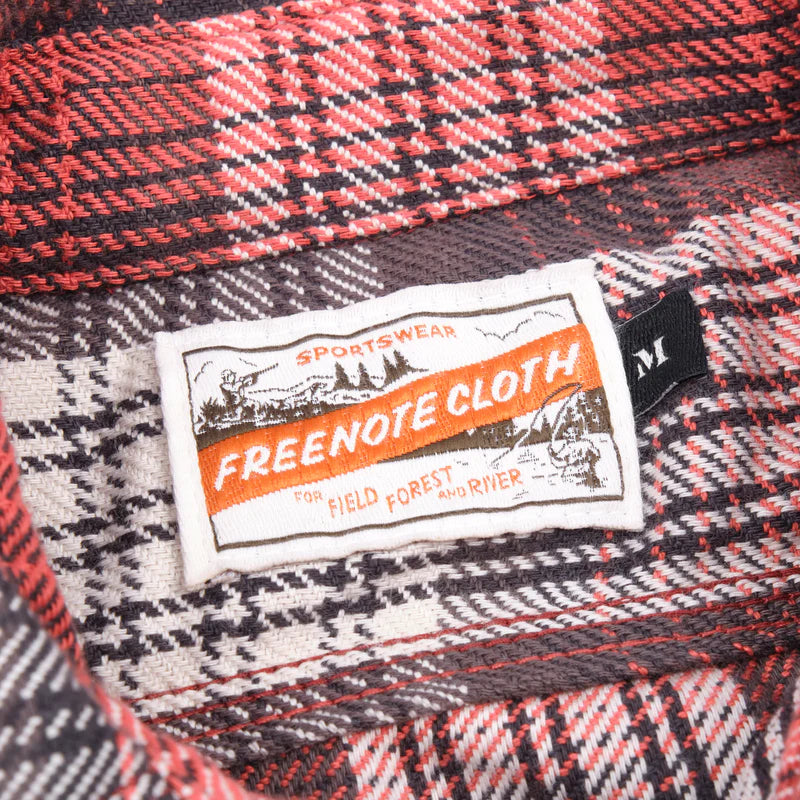 SPORTSWEAR
FREENOTE CLOTH
FOR FIELD FOREST AND RIVER
M